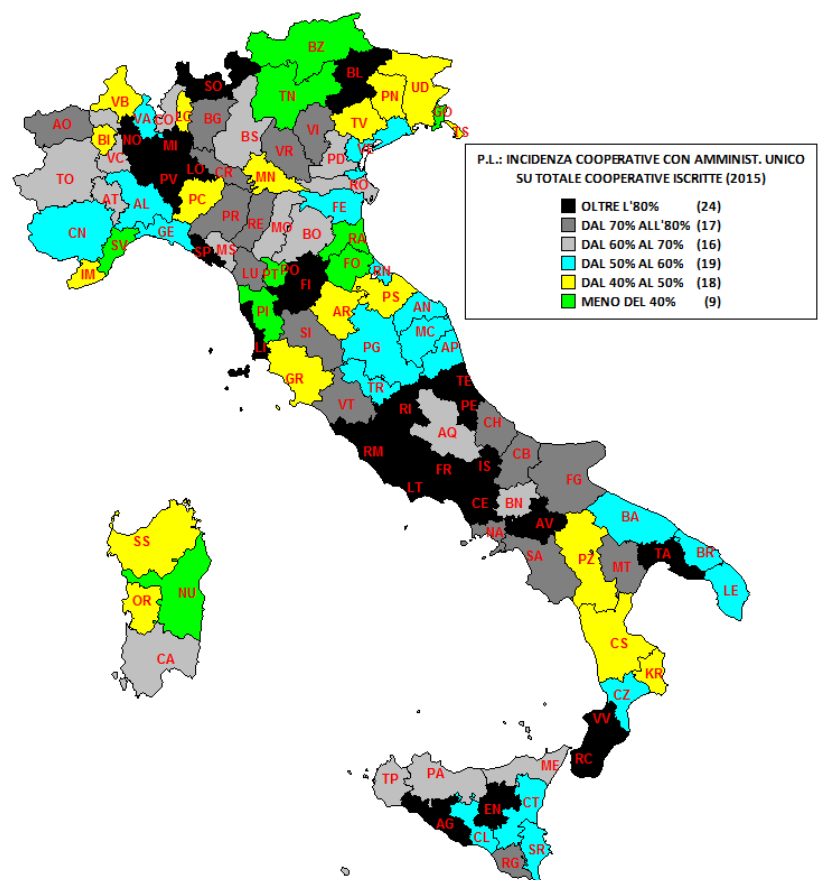 BZ
BL
UD
SO
TN
PN
VB
VA
CO
LC
BG
TV
GO
TS
AO
BI
NO
MI
BS
VI
VE
VC
LO
VR
PD
TO
PV
CR
MN
RO
AT
AL
PC
FE
CN
GE
PR
RE
MO
BO
RA
SV
SP
MS
FO
IM
LU
PT
PO
FI
RN
PI
AR
PS
AN
LI
SI
PG
MC
AP
GR
TR
TE
VT
RI
PE
AQ
CH
RM
CB
FR
IS
FG
LT
CE
BN
BA
NA
AV
SA
PZ
MT
TA
BR
LE
SS
OR
NU
CA
CS
KR
CZ
VV
RC
ME
TP
PA
EN
CT
AG
CL
SR
RG
P.L.: INCIDENZA COOPERATIVE CON AMMINIST. UNICO
SU TOTALE COOPERATIVE ISCRITTE (2015)
OLTRE L'80% (24)
DAL 70% ALL'80% (17)
DAL 60% AL 70% (16)
DAL 50% AL 60% (19)
DAL 40% AL 50% (18)
MENO DEL 40% (9)